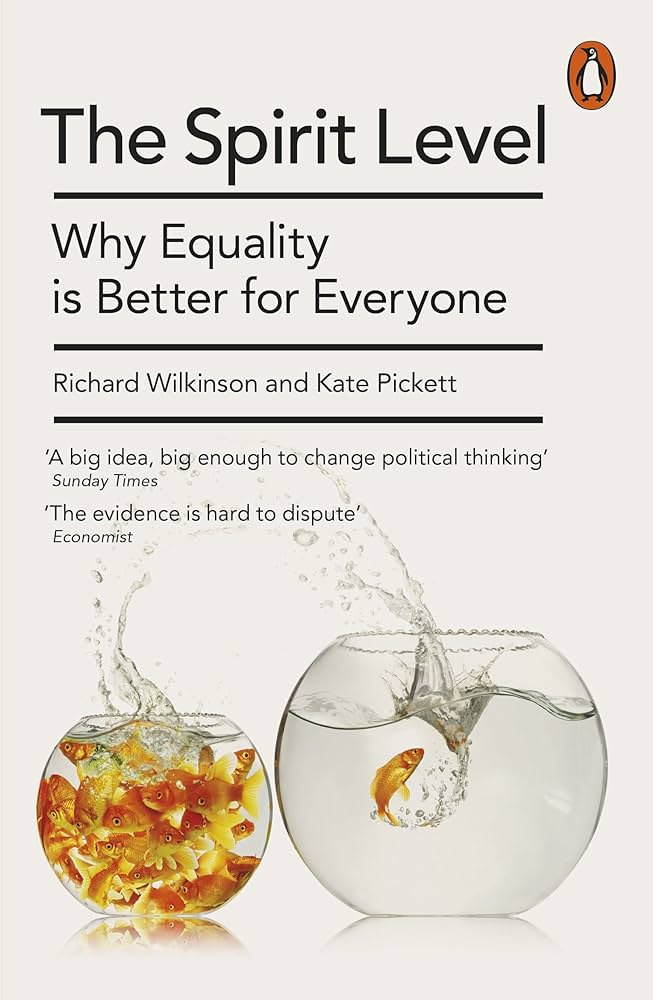 The Spirit Level
Why Equality
is Better for Everyone
Richard Wilkinson and Kate Pickett
‘A big idea, big enough to change political thinking’
Sunday Times
‘The evidence is hard to dispute’
Economist